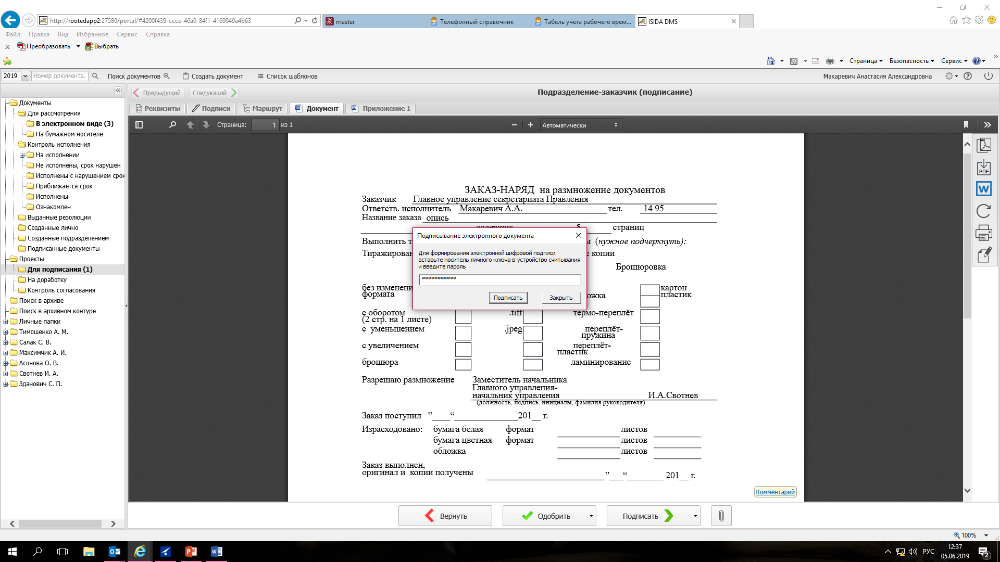 http://rootedapp2:27580/portal/#4200f439-ccce-46a0-84f1-4169949a4b63
master
Телефонный справочник
Табель учета рабочего врем...
ISIDA DMS
Файл Правка Вид Избранное Сервис Справка
Преобразовать Выбрать
Страница Безопасность Сервис
2019 Номер документа.. Поиск документов Создать документ Список шаблонов Макаревич Анастасия Александровна
Предыдущий Следующий Подразделение-заказчик (подписание)
Реквизиты Подписи Маршрут Документ Приложение 1
Страница: 1 из 1 Автоматически
Документы
Для рассмотрения
В электронном виде (3)
На бумажном носителе
Контроль исполнения
На исполнении
Не исполнены, срок нарушен
Исполнены с нарушением срок
Приближается срок
Исполнены
Ознакомлен
Выданные резолюции
Созданные лично
Созданные подразделением
Подписанные документы
Проекты
Для подписания (1)
На доработку
Контроль согласования
Поиск в архиве
Поиск в архивном контуре
Личные папки
Тимошенко А. М.
Салак С. В.
Максимчик А. И.
Асонова О. В.
Свотнев И. А.
Зданович С. П.
ЗАКАЗ-НАРЯД на размножение документов
Заказчик Главное управление секретариата Правления
Ответств. исполнитель Макаревич А.А. тел. 14 95
Название заказа опись
содержит 5 страниц
Выполнить т м (нужное подчеркнуть):
Тиражирован е копии
Брошюровка
Подписывание электронного документа
Для формирования электронной цифровой подписи
вставьте носитель личного ключа в устройство считывания
и введите пароль
***********
Подписать Закрыть
без изменени картон
формата ожка пластик
с оборотом .tiff термо-переплёт
(2 стр. на 1 листе)
с уменьшением .jpeg переплёт-
пружина
с увеличением переплёт-
пластик
брошюра ламинирование
Разрешаю размножение Заместитель начальника
Главного управления-
начальник управления И.А.Свотнев
(должность, подпись, инициалы, фамилия руководителя)
Заказ поступил ”____“______________201__ г.
Израсходовано: бумага белая формат листов
бумага цветная формат листов
обложка листов
Заказ выполнен,
оригинал и копии получены ”___“________ 201__ г.
Комментарий
Вернуть Одобрить Подписать
100%
РУС
12:37
05.06.2019
2
PDF
W